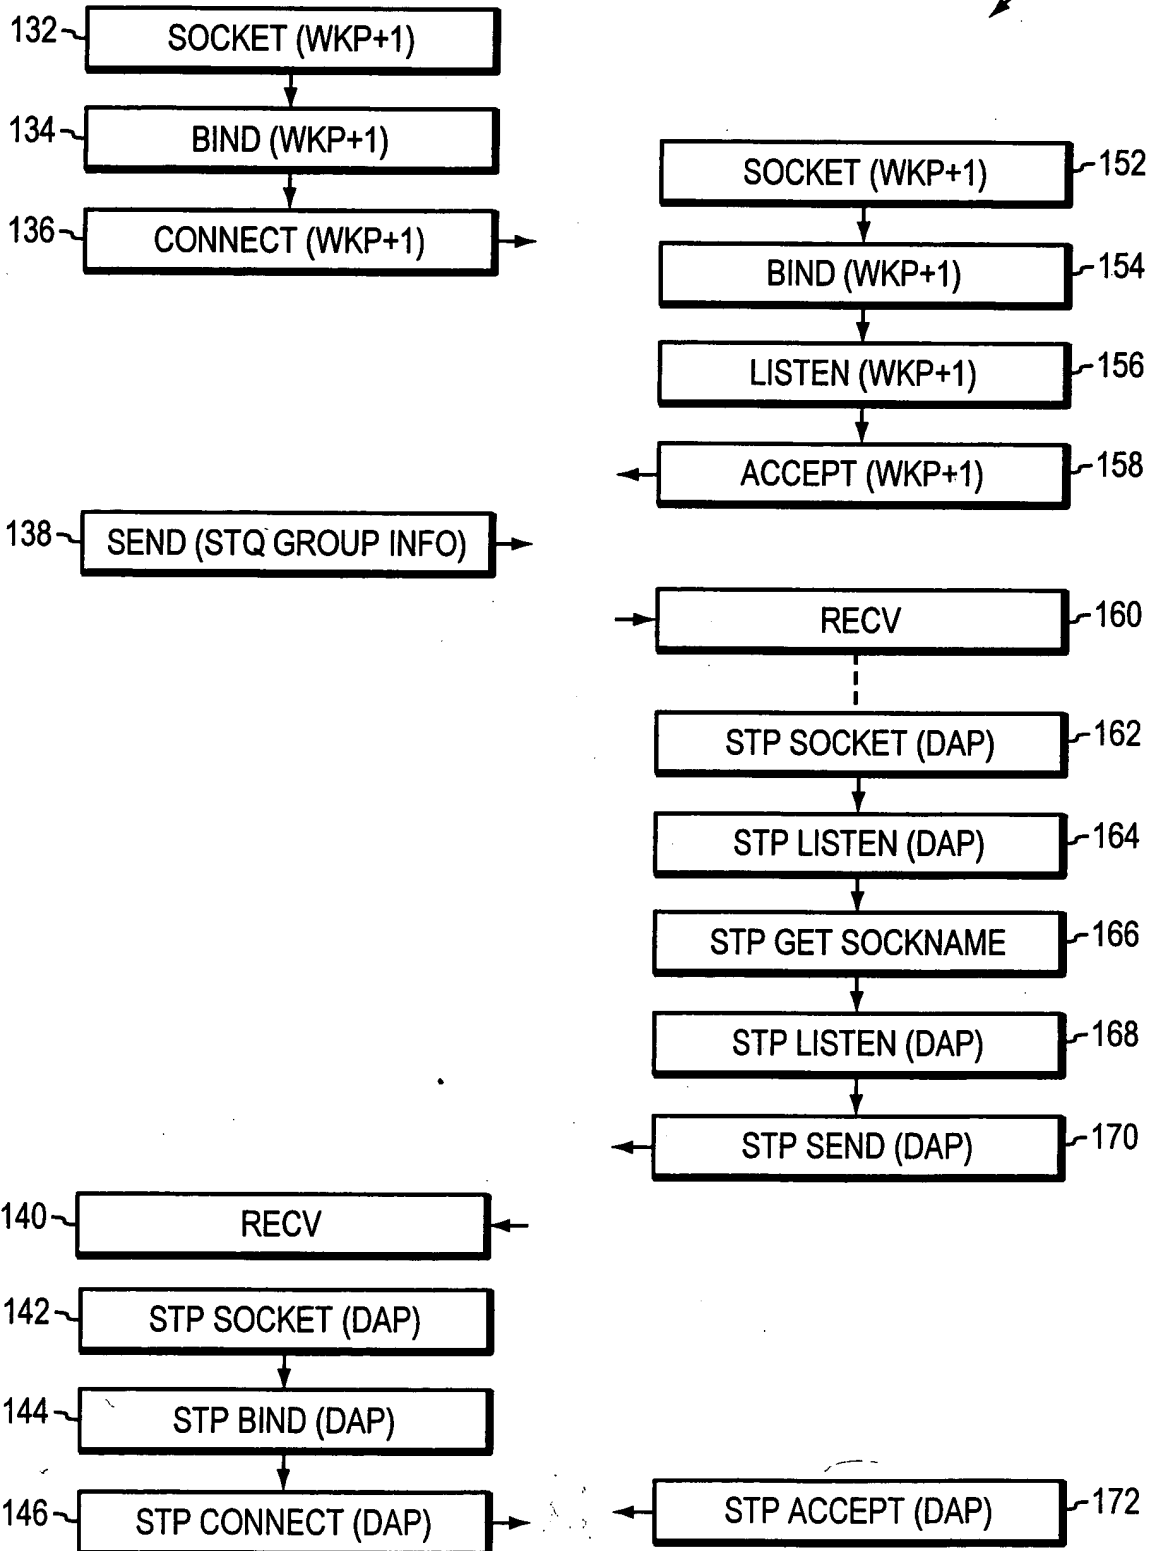 132 SOCKET (WKP+1)
134 BIND (WKP+1)
136 CONNECT (WKP+1)
SOCKET (WKP+1) 152
BIND (WKP+1) 154
LISTEN (WKP+1) 156
ACCEPT (WKP+1) 158
138 SEND (STQ GROUP INFO)
RECV 160
STP SOCKET (DAP) 162
STP LISTEN (DAP) 164
STP GET SOCKNAME 166
STP LISTEN (DAP) 168
STP SEND (DAP) 170
140 RECV
142 STP SOCKET (DAP)
144 STP BIND (DAP)
146 STP CONNECT (DAP)
STP ACCEPT (DAP) 172